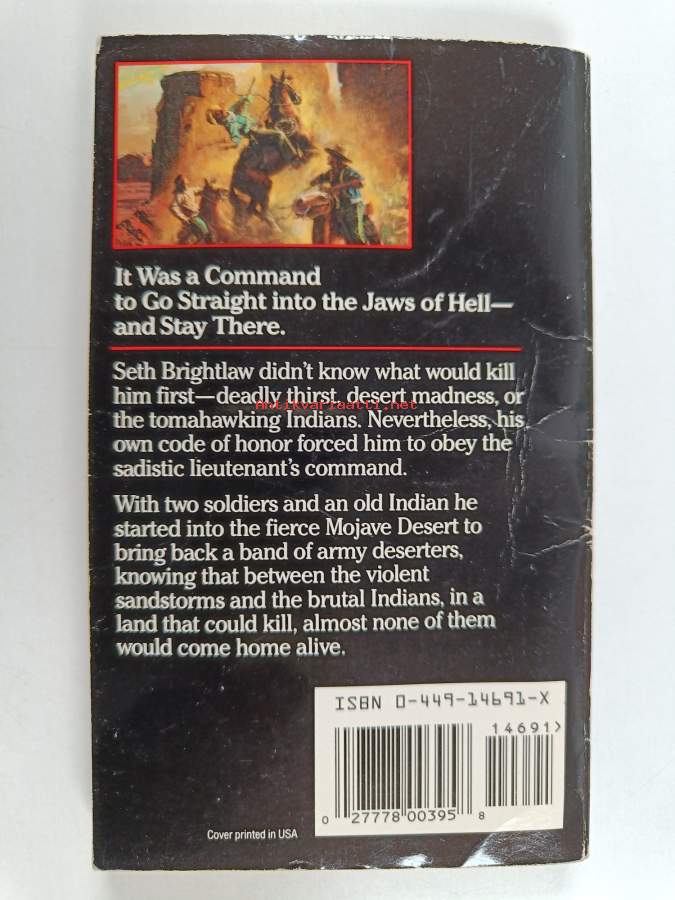 It Was a Command
to Go Straight into the Jaws of Hell—
and Stay There.
Seth Brightlaw didn't know what would kill
him first—deadly thirst, desert madness, or
antikvariaatti.net
the tomahawking Indians. Nevertheless, his
own code of honor forced him to obey the
sadistic lieutenant's command.
With two soldiers and an old Indian he
started into the fierce Mojave Desert to
bring back a band of army deserters,
knowing that between the violent
sandstorms and the brutal Indians, in a
land that could kill, almost none of them
would come home alive.
ISBN 0-449-14691-X
14691>
0 27778 00395 8
Cover printed in USA